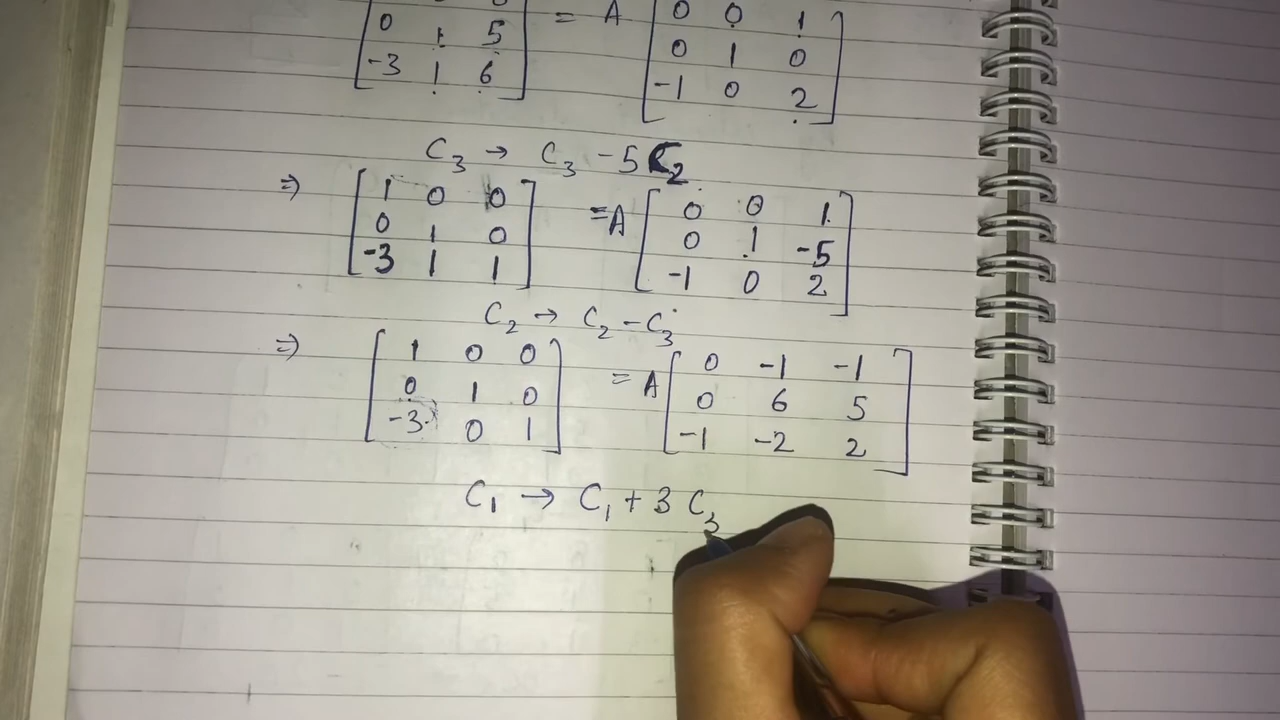 0 1 5 = A 0 0 1
-3 1 6 0 1 0
-1 0 2
C₃ → C₃ - 5C₂
⇒ [1 0 0 = A [0 0 1
0 1 0 0 1 -5
-3 1 1] -1 0 2]
C₂ → C₂ - C₃
⇒ [1 0 0 = A [0 -1 -1
0 1 0 0 6 5
-3 0 1] -1 -2 2]
C₁ → C₁ + 3 C₃